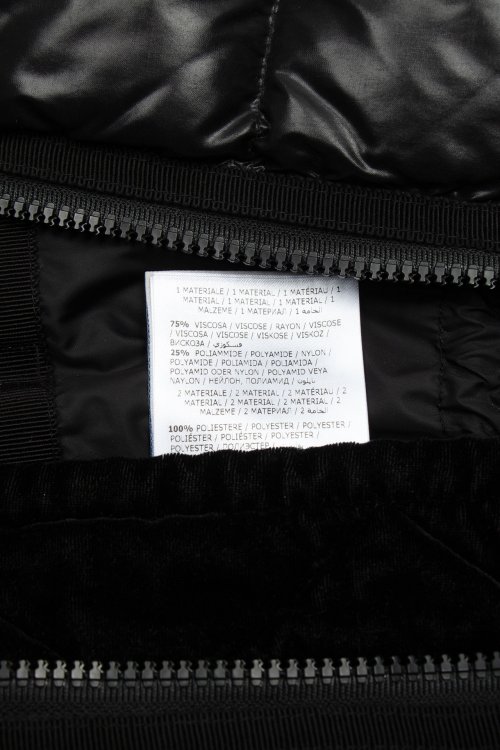 1 MATERIALE / 1 MATERIAL / 1 MATÉRIAU / 1
MATERIAL / 1 MATERIAL / 1 MATERIAL / 1
MALZEME / 1 МАТЕРИАЛ / 1 الخامة
75% VISCOSA / VISCOSE / RAYON / VISCOSE
/ VISCOSA / VISCOSE / VISKOSE / VISKOZ /
ВИСКОЗА / فسكوزي
25% POLIAMMIDE / POLYAMIDE / NYLON /
POLYAMIDE / POLIAMIDA / POLYAMIDE /
POLYAMID ODER NYLON / POLYAMID VEYA
NAYLON / НЕЙЛОН, ПОЛИАМИД / نايلون
2 MATERIALE / 2 MATERIAL / 2 MATÉRIAU / 2
MATERIAL / 2 MATERIAL / 2 MATERIAL / 2
MALZEME / 2 МАТЕРИАЛ / 2 الخامة
100% POLIESTERE / POLYESTER / POLYESTER /
POLIÉSTER / POLIÉSTER / POLYESTER /
POLYESTER / ПОЛИЭСТЕР /